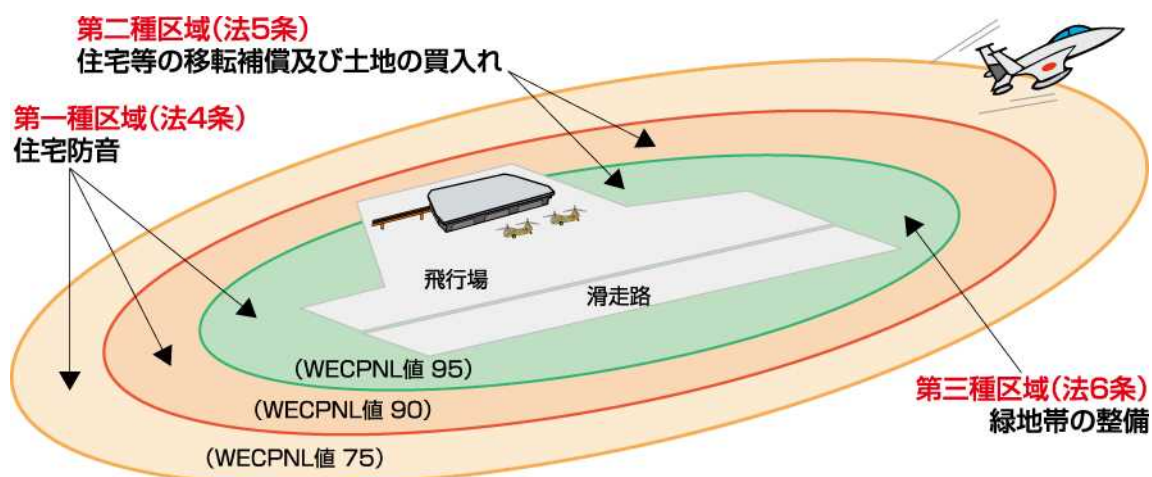 第二種区域(法5条)
住宅等の移転補償及び土地の買入れ
第一種区域(法4条)
住宅防音
飛行場
滑走路
(WECPNL値 95)
(WECPNL値 90)
(WECPNL値 75)
第三種区域(法6条)
緑地帯の整備